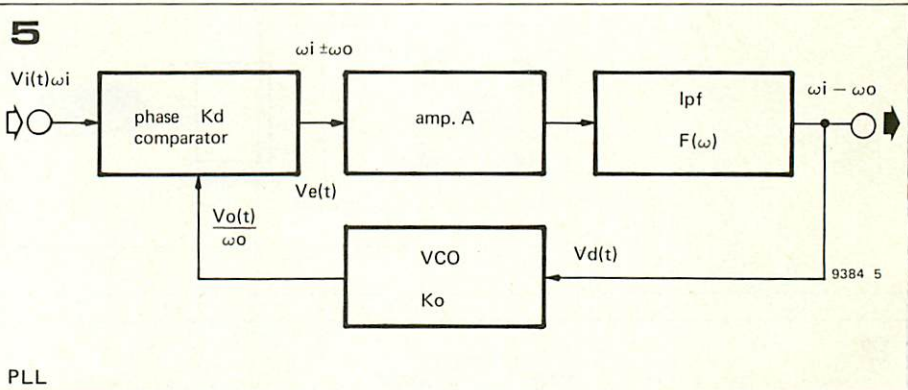 5
ωi ±ωo
Vi(t)ωi
phase Kd
comparator
amp. A
lpf
F(ω)
ωi − ωo
Ve(t)
Vo(t)
ωo
VCO
Ko
Vd(t)
9384 5
PLL